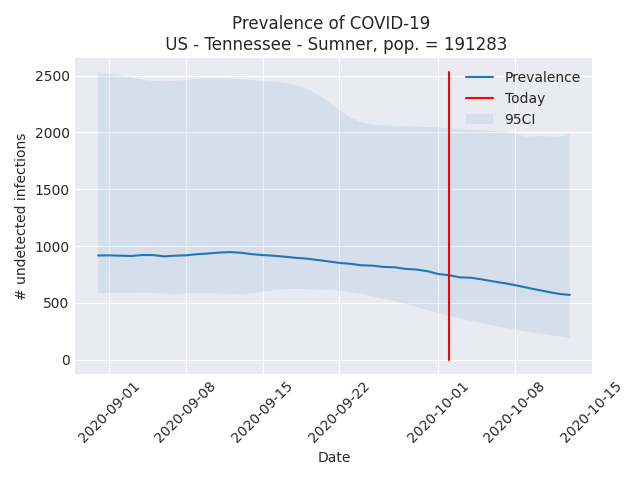 Prevalence of COVID-19
US - Tennessee - Sumner, pop. = 191283
2500
2000
1500
1000
500
0
# undetected infections
Prevalence
Today
95CI
2020-09-01
2020-09-08
2020-09-15
2020-09-22
2020-10-01
2020-10-08
2020-10-15
Date